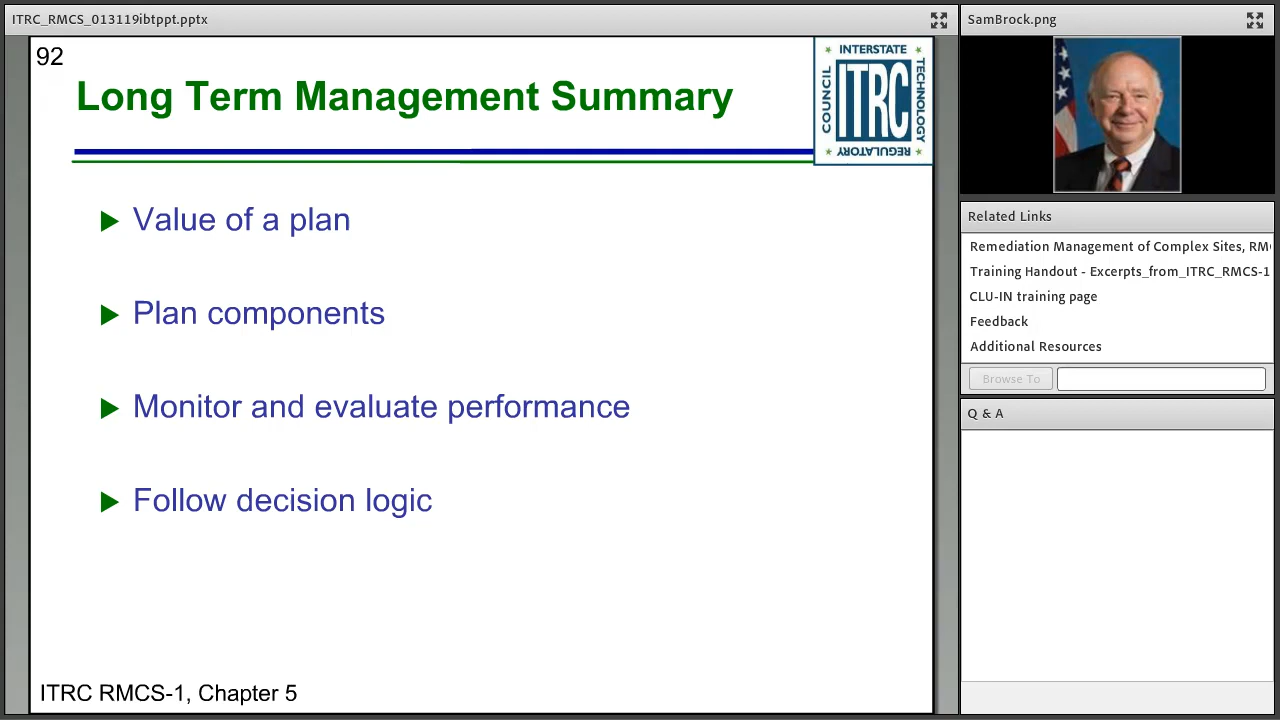 ITRC_RMCS_013119ibtppt.pptx
92
Long Term Management Summary
INTERSTATE
TECHNOLOGY
REGULATORY
COUNCIL
ITRC
Value of a plan
Plan components
Monitor and evaluate performance
Follow decision logic
ITRC RMCS-1, Chapter 5
SamBrock.png
Related Links
Remediation Management of Complex Sites, RM
Training Handout - Excerpts_from_ITRC_RMCS-1
CLU-IN training page
Feedback
Additional Resources
Browse To
Q & A